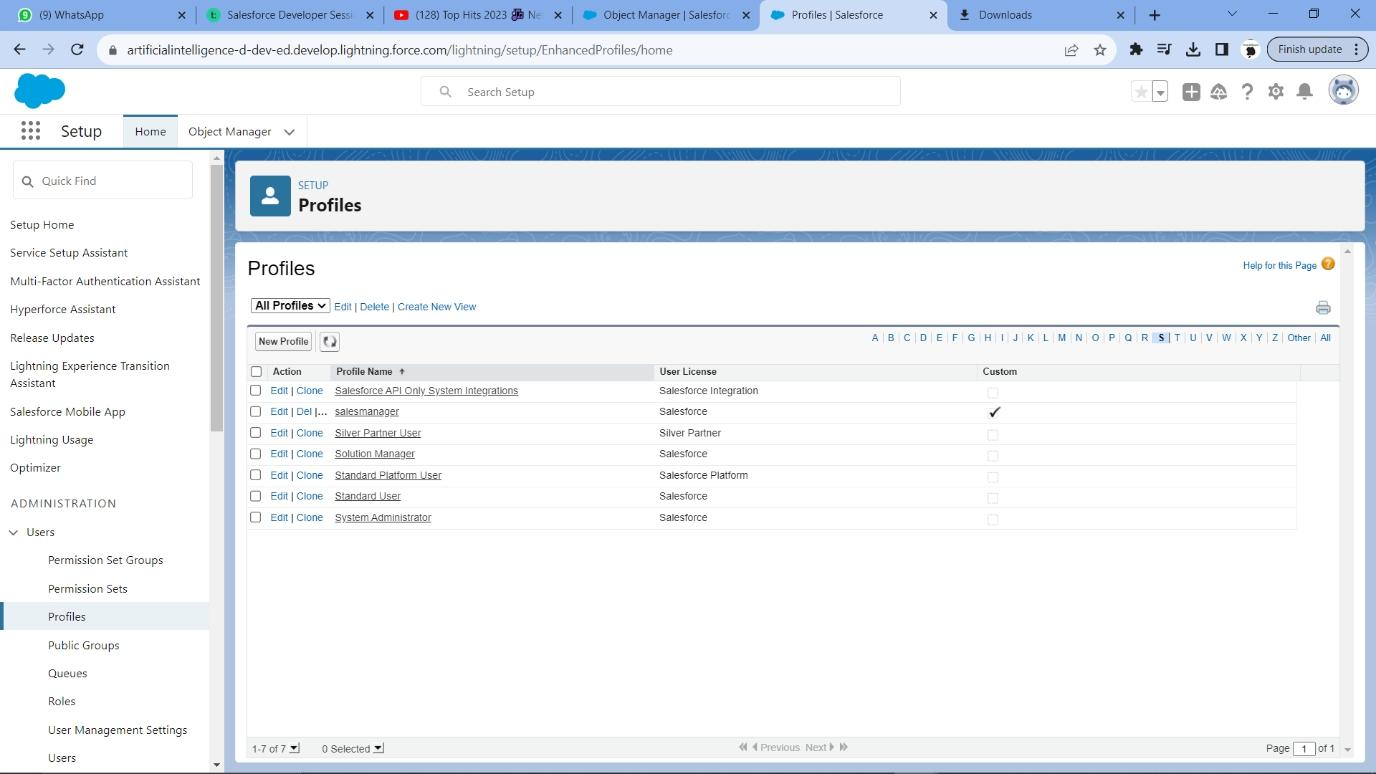 (9) WhatsApp
Salesforce Developer Sessi
(128) Top Hits 2023 🎧 Ne
Object Manager | Salesforc
Profiles | Salesforce
Downloads
artificialintelligence-d-dev-ed.develop.lightning.force.com/lightning/setup/EnhancedProfiles/home
Finish update
Search Setup
Setup
Home
Object Manager
Quick Find
Setup Home
Service Setup Assistant
Multi-Factor Authentication Assistant
Hyperforce Assistant
Release Updates
Lightning Experience Transition
Assistant
Salesforce Mobile App
Lightning Usage
Optimizer
ADMINISTRATION
Users
Permission Set Groups
Permission Sets
Profiles
Public Groups
Queues
Roles
User Management Settings
Users
SETUP
Profiles
Profiles
Help for this Page ?
All Profiles Edit | Delete | Create New View
New Profile
A | B | C | D | E | F | G | H | I | J | K | L | M | N | O | P | Q | R | S | T | U | V | W | X | Y | Z | Other | All
Action Profile Name ↑ User License Custom
Edit | Clone Salesforce API Only System Integrations Salesforce Integration
Edit | Del |... salesmanager Salesforce ✓
Edit | Clone Silver Partner User Silver Partner
Edit | Clone Solution Manager Salesforce
Edit | Clone Standard Platform User Salesforce Platform
Edit | Clone Standard User Salesforce
Edit | Clone System Administrator Salesforce
1-7 of 7 0 Selected Previous Next Page 1 of 1